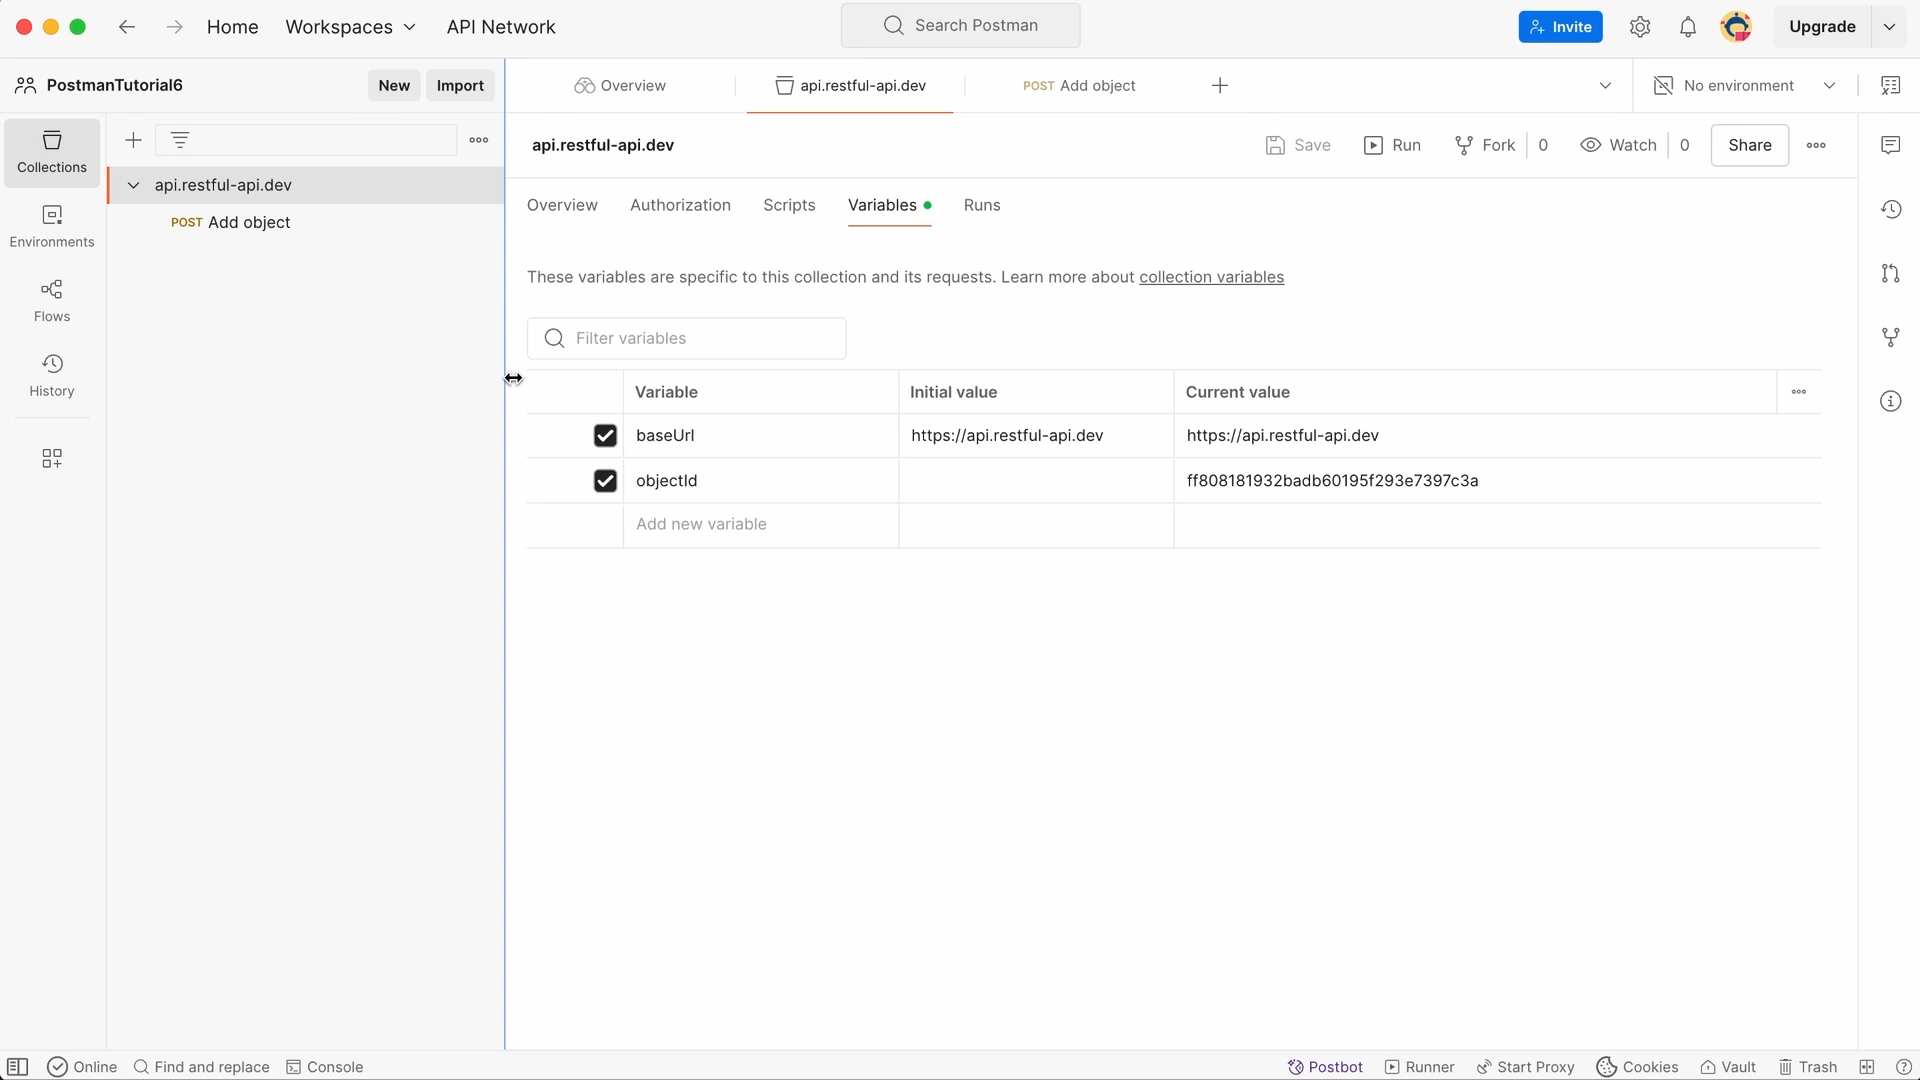 Home Workspaces API Network Search Postman Invite Upgrade
PostmanTutorial6 New Import Overview api.restful-api.dev POST Add object No environment
Collections
api.restful-api.dev Save Run Fork 0 Watch 0 Share
api.restful-api.dev
Overview Authorization Scripts Variables Runs
POST Add object
Environments
These variables are specific to this collection and its requests. Learn more about collection variables
Flows
Filter variables
History
Variable Initial value Current value
baseUrl https://api.restful-api.dev https://api.restful-api.dev
objectId ff808181932badb60195f293e7397c3a
Add new variable
Online Find and replace Console Postbot Runner Start Proxy Cookies Vault Trash